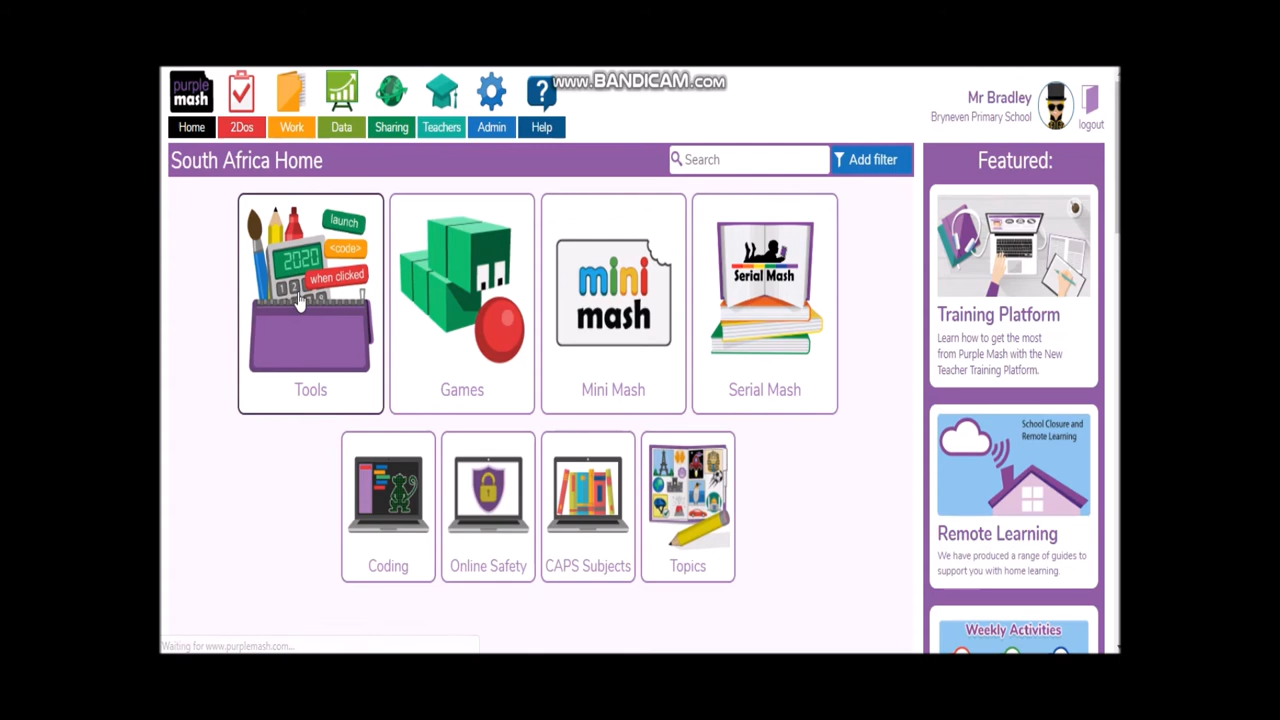 www.BANDICAM.com
purple
mash
Home
2Dos
Work
Data
Sharing
Teachers
Admin
Help
Mr Bradley
Bryneven Primary School
logout
South Africa Home
Search
Add filter
Featured:
launch
<code>
when clicked
2020
1 2
Tools
Games
mini
mash
Mini Mash
Serial Mash
Serial Mash
Coding
Online Safety
CAPS Subjects
Topics
Training Platform
Learn how to get the most
from Purple Mash with the New
Teacher Training Platform.
School Closure and
Remote Learning
Remote Learning
We have produced a range of guides to
support you with home learning.
Weekly Activities
Waiting for www.purplemash.com...